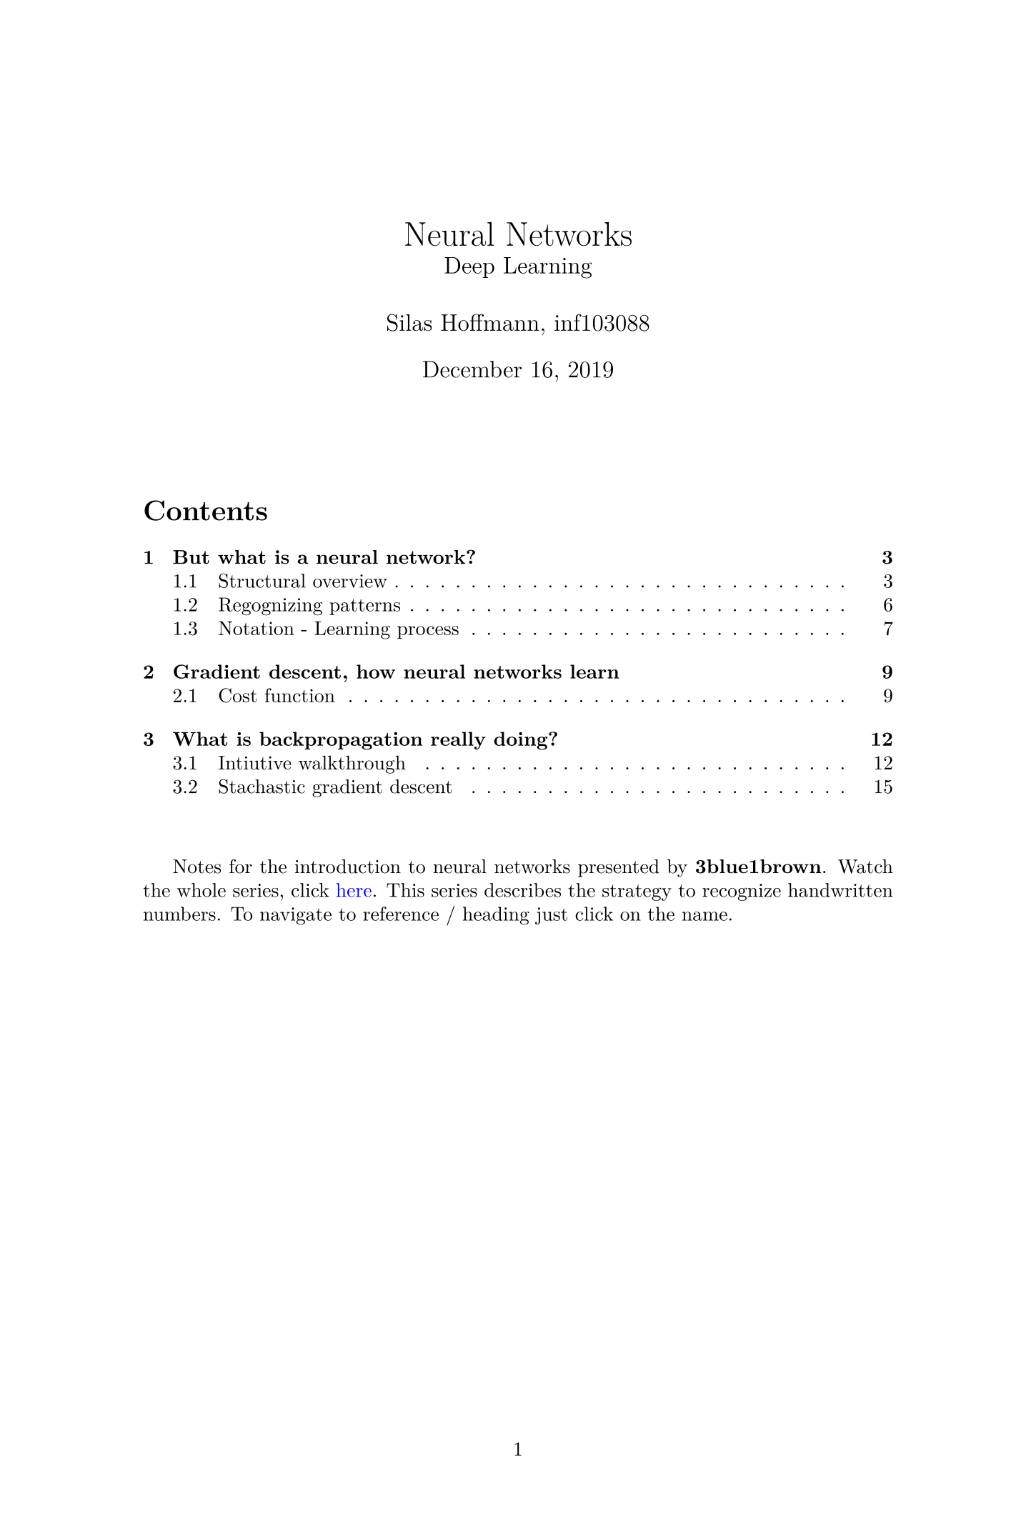 Neural Networks
Deep Learning
Silas Hoffmann, inf103088
December 16, 2019
Contents
1 But what is a neural network? 3
1.1 Structural overview . . . . . . . . . . . . . . . . . . . . . . . . . . . . . . 3
1.2 Regognizing patterns . . . . . . . . . . . . . . . . . . . . . . . . . . . . . 6
1.3 Notation - Learning process . . . . . . . . . . . . . . . . . . . . . . . . . 7
2 Gradient descent, how neural networks learn 9
2.1 Cost function . . . . . . . . . . . . . . . . . . . . . . . . . . . . . . . . . 9
3 What is backpropagation really doing? 12
3.1 Intiutive walkthrough . . . . . . . . . . . . . . . . . . . . . . . . . . . . 12
3.2 Stachastic gradient descent . . . . . . . . . . . . . . . . . . . . . . . . . 15
Notes for the introduction to neural networks presented by 3blue1brown. Watch
the whole series, click here. This series describes the strategy to recognize handwritten
numbers. To navigate to reference / heading just click on the name.
1